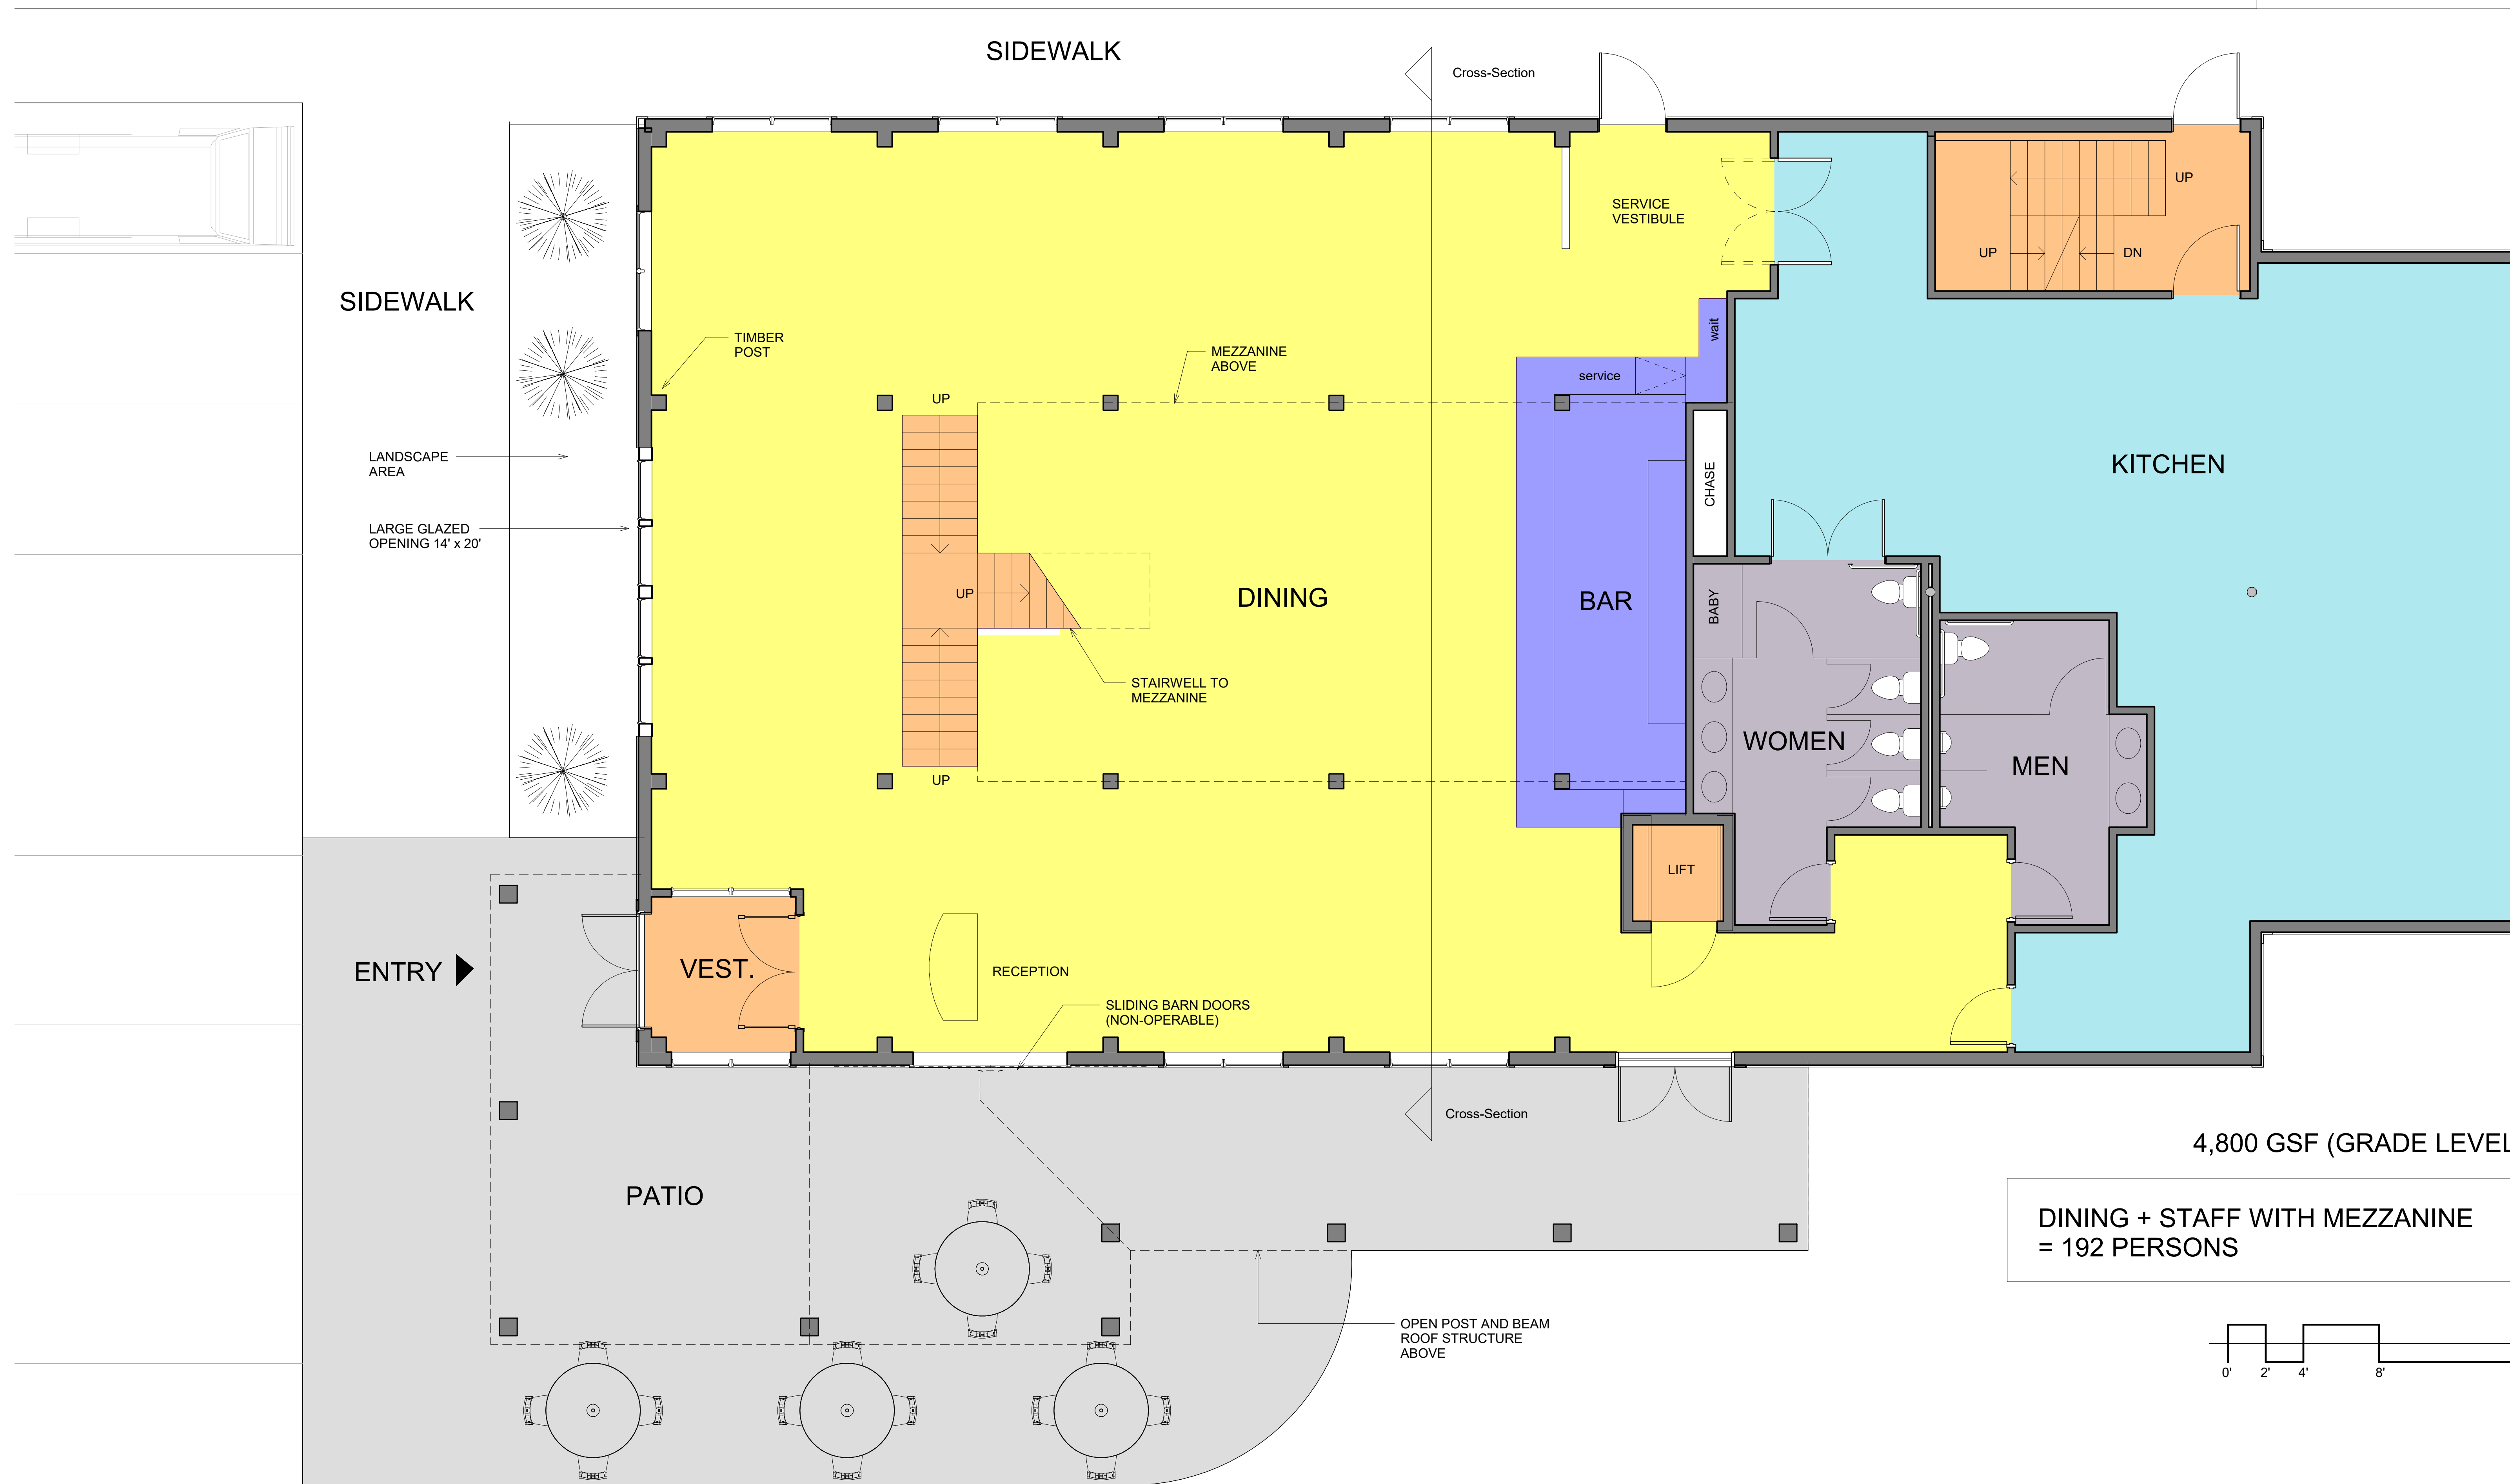 SIDEWALK
Cross-Section
UP
SERVICE
VESTIBULE
UP
DN
SIDEWALK
wait
TIMBER
POST
MEZZANINE
ABOVE
service
UP
LANDSCAPE
AREA
CHASE
KITCHEN
LARGE GLAZED
OPENING 14' x 20'
UP
DINING
BAR
BABY
STAIRWELL TO
MEZZANINE
WOMEN
MEN
UP
LIFT
ENTRY
VEST.
RECEPTION
SLIDING BARN DOORS
(NON-OPERABLE)
Cross-Section
4,800 GSF (GRADE LEVEL
PATIO
DINING + STAFF WITH MEZZANINE
= 192 PERSONS
OPEN POST AND BEAM
ROOF STRUCTURE
ABOVE
0' 2' 4' 8'